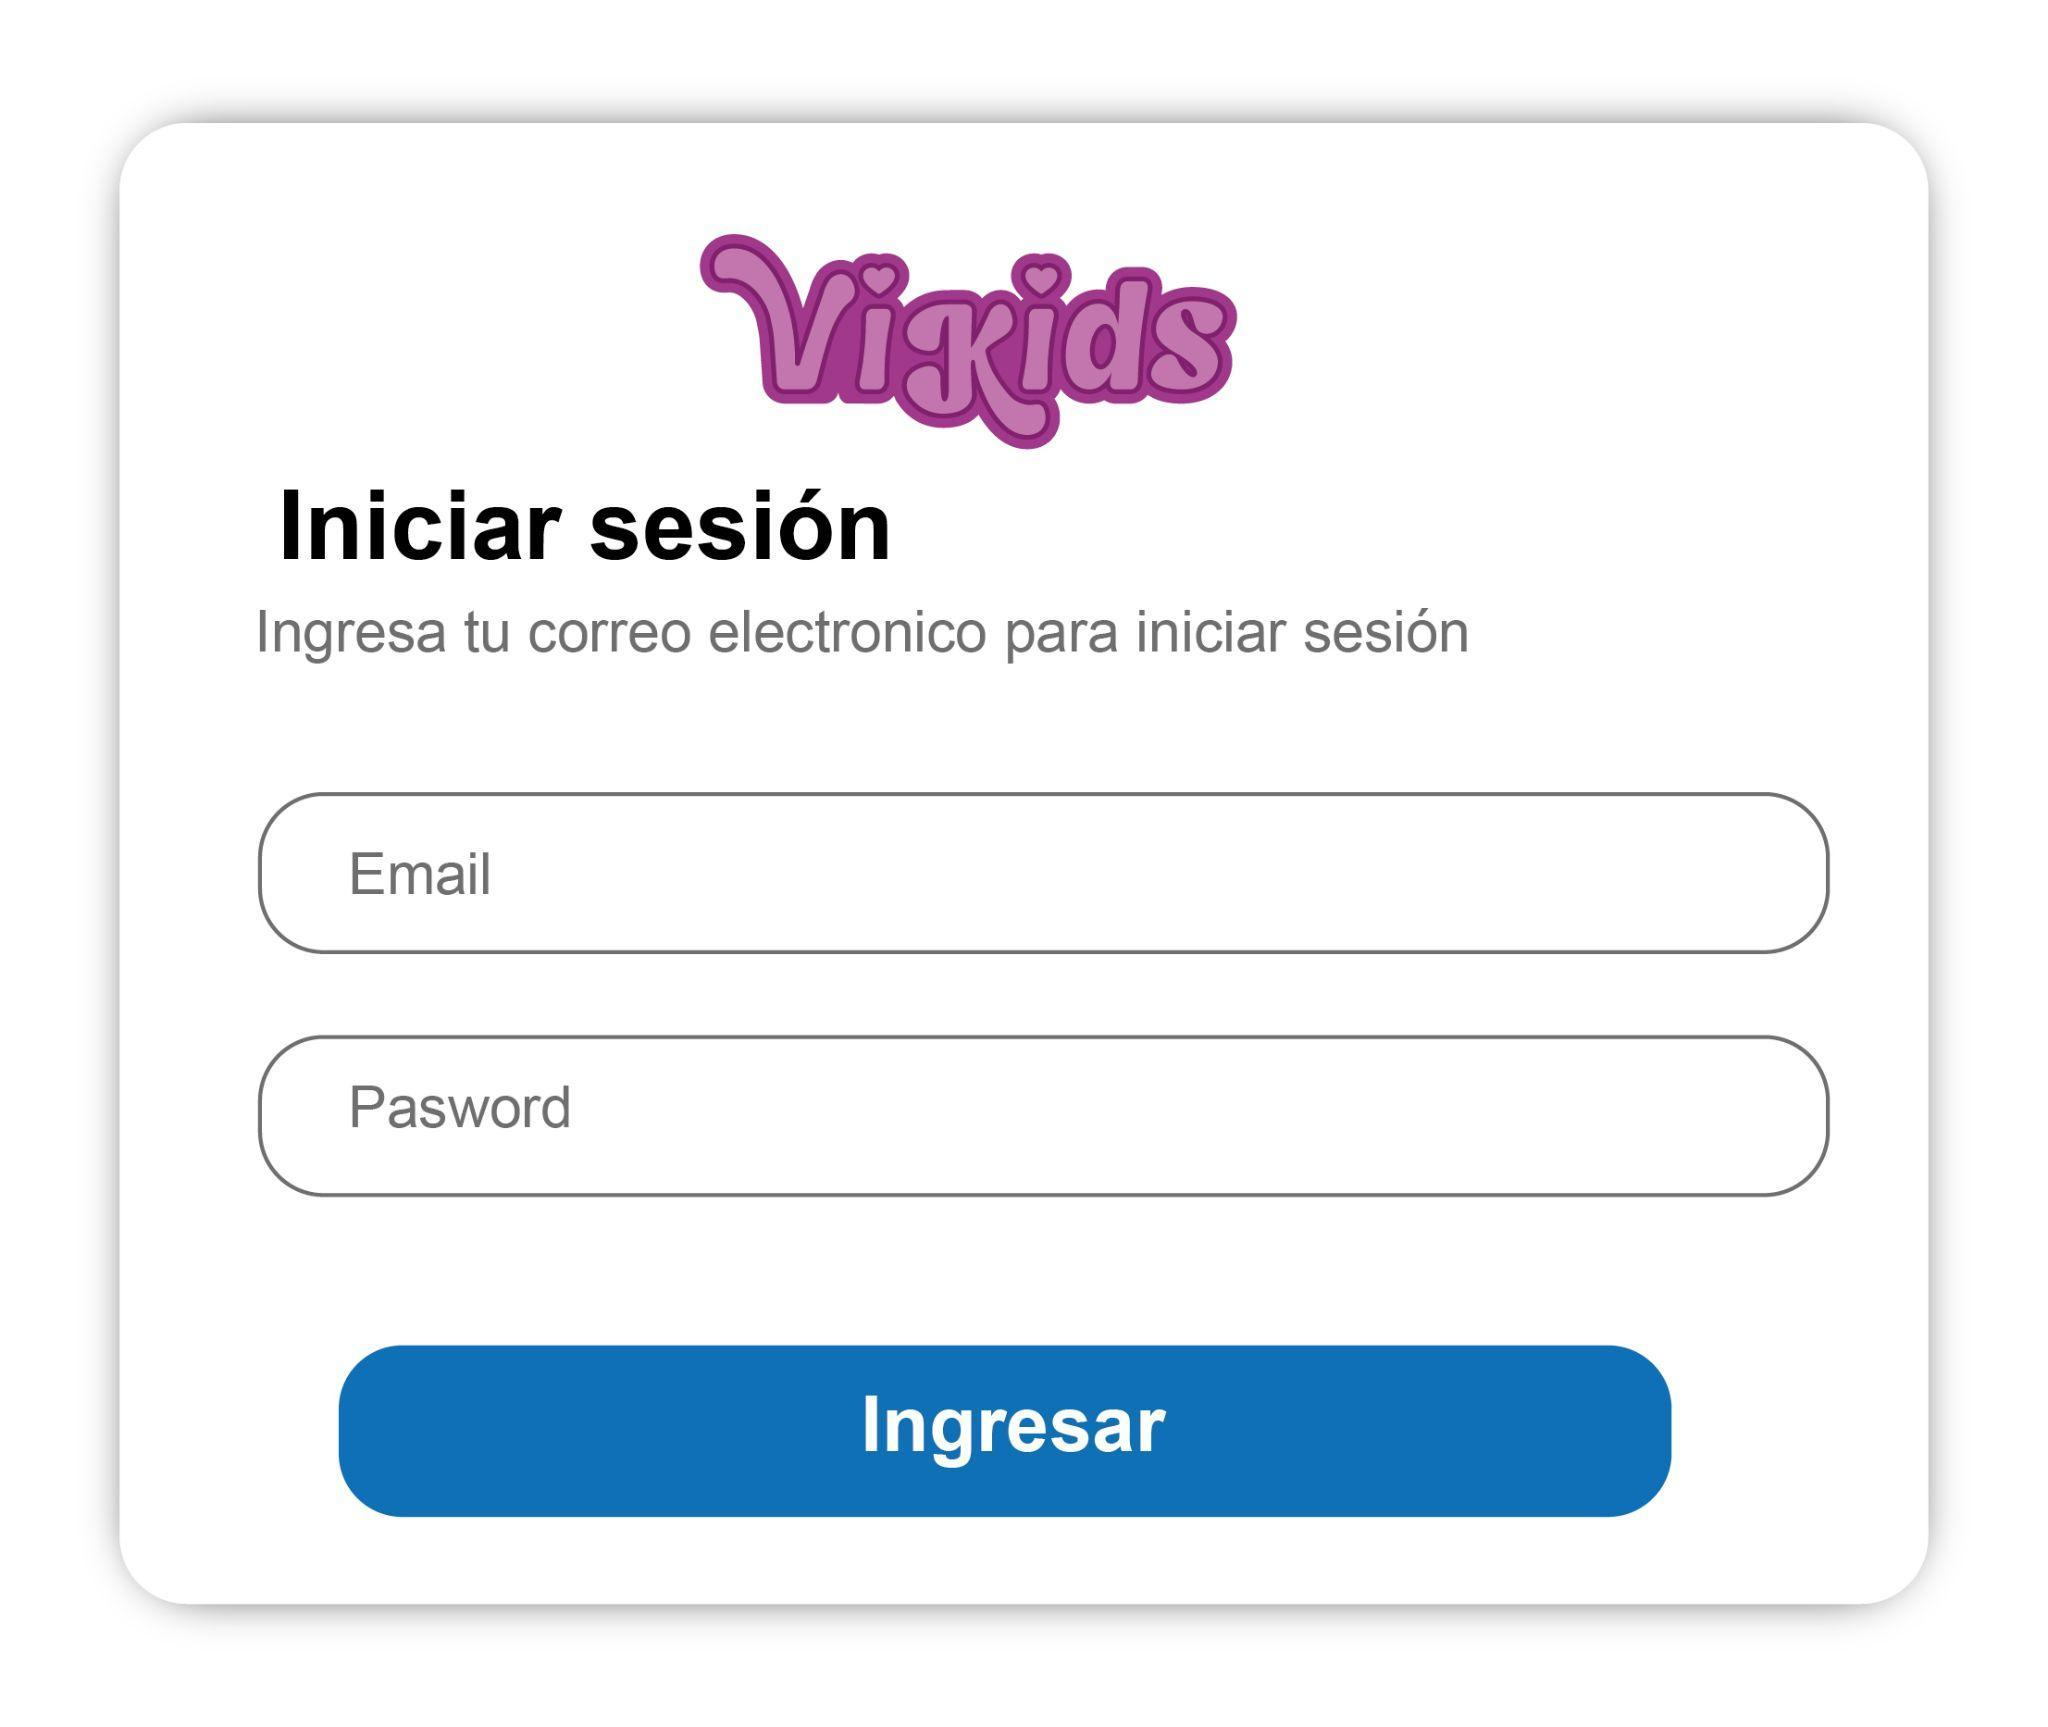 ViKids
Iniciar sesión
Ingresa tu correo electronico para iniciar sesión
Email
Pasword
Ingresar